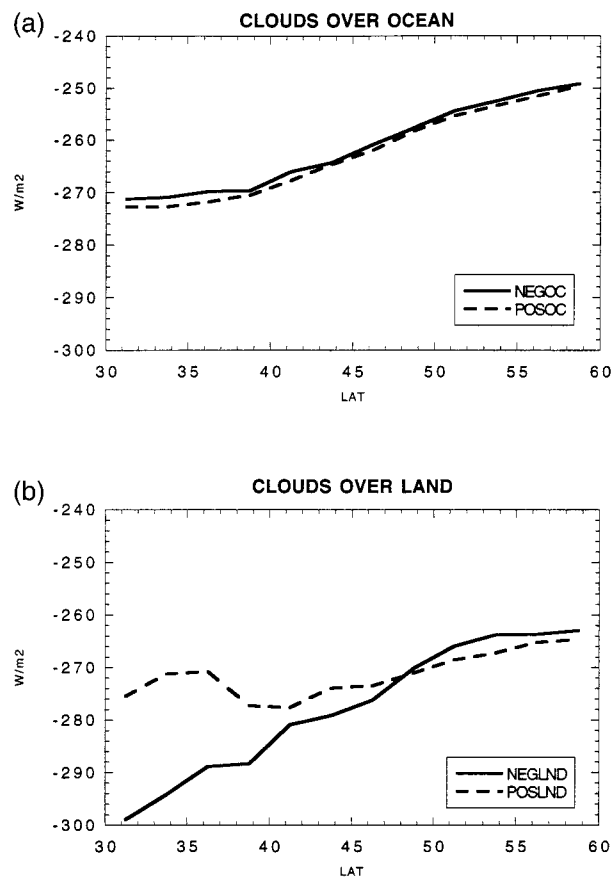 (a)
CLOUDS OVER OCEAN
-240
-250
-260
-270
-280
-290
-300
W/m2
NEGOC
POSOC
30 35 40 45 50 55 60
LAT
(b)
CLOUDS OVER LAND
-240
-250
-260
-270
-280
-290
-300
W/m2
NEGLND
POSLND
30 35 40 45 50 55 60
LAT